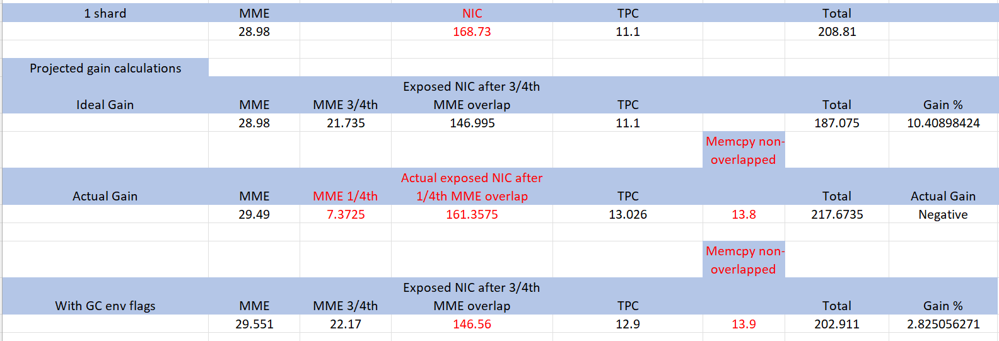 1 shard MME NIC TPC Total
28.98 168.73 11.1 208.81
Projected gain calculations
Exposed NIC after 3/4th
Ideal Gain MME MME 3/4th MME overlap TPC Total Gain %
28.98 21.735 146.995 11.1 187.075 10.40898424
Memcpy non-
overlapped
Actual exposed NIC after
Actual Gain MME MME 1/4th 1/4th MME overlap TPC Total Actual Gain
29.49 7.3725 161.3575 13.026 13.8 217.6735 Negative
Memcpy non-
overlapped
Exposed NIC after 3/4th
With GC env flags MME MME 3/4th MME overlap TPC Total Gain %
29.551 22.17 146.56 12.9 13.9 202.911 2.825056271